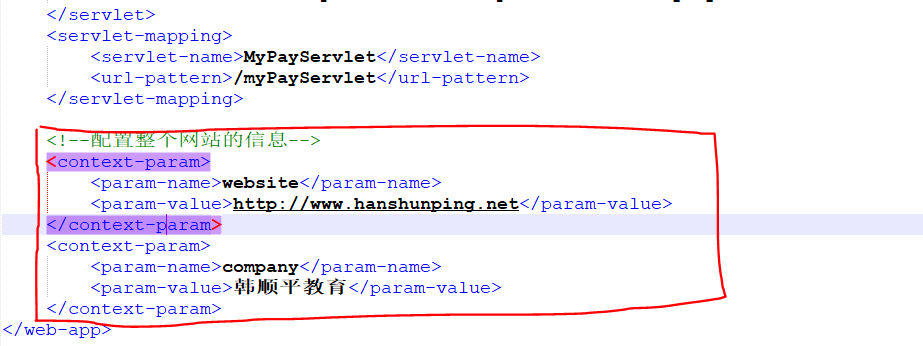 </servlet>
<servlet-mapping>
<servlet-name>MyPayServlet</servlet-name>
<url-pattern>/myPayServlet</url-pattern>
</servlet-mapping>
<!--配置整个网站的信息-->
<context-param>
<param-name>website</param-name>
<param-value>http://www.hanshunping.net</param-value>
</context-param>
<context-param>
<param-name>company</param-name>
<param-value>韩顺平教育</param-value>
</context-param>
</web-app>